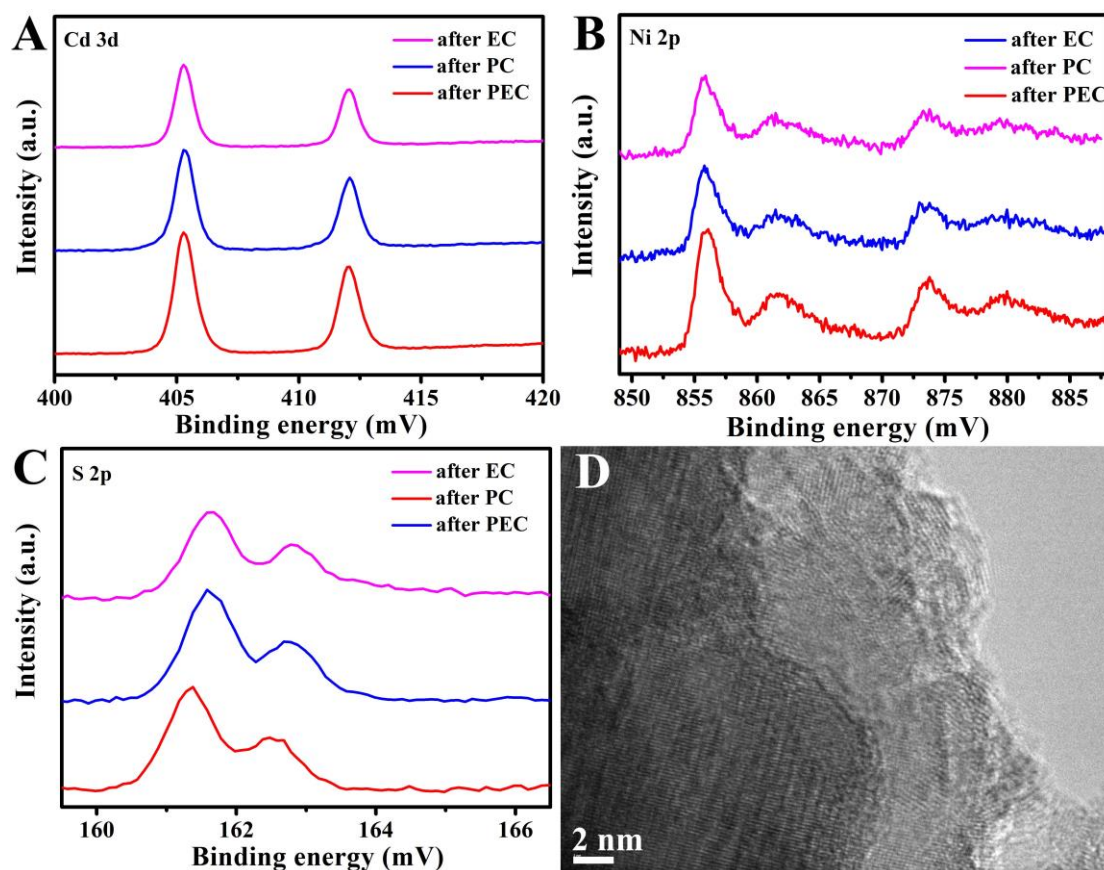 A
Cd 3d
after EC
after PC
after PEC
Intensity (a.u.)
400 405 410 415 420
Binding energy (mV)
B
Ni 2p
after EC
after PC
after PEC
Intensity (a.u.)
850 855 860 865 870 875 880 885
Binding energy (mV)
C
S 2p
after EC
after PC
after PEC
Intensity (a.u.)
160 162 164 166
Binding energy (mV)
D
2 nm